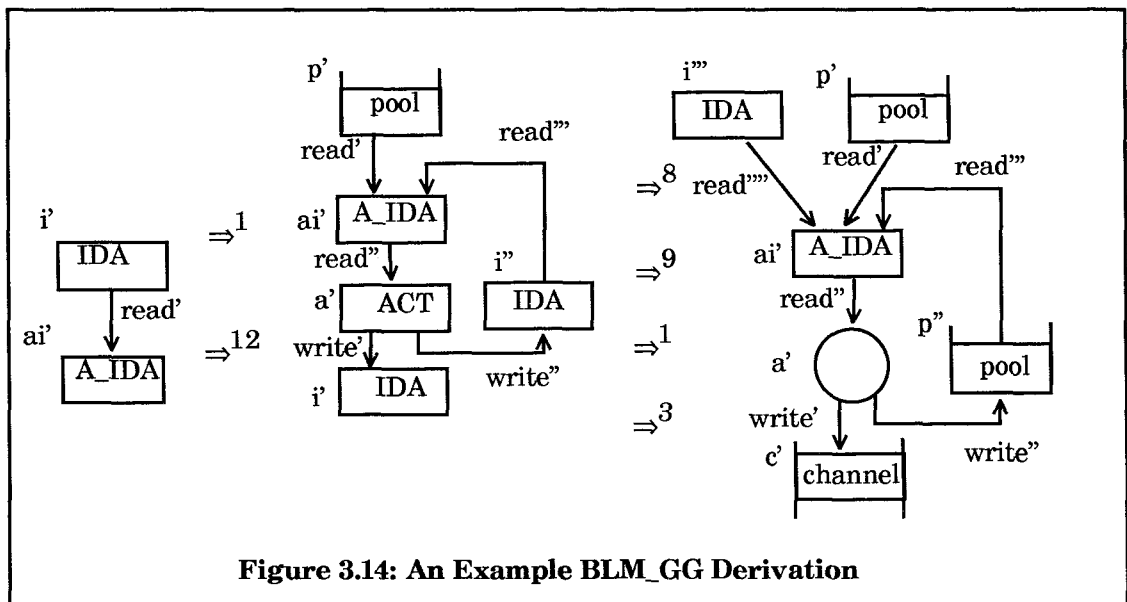 i'
IDA
read'
ai'
A_IDA
⇒1
⇒12
p'
pool
read'
read'''
ai'
A_IDA
read''
a'
ACT
i''
IDA
write'
write''
i'
IDA
⇒8
⇒9
⇒1
⇒3
i'''
IDA
p'
pool
read''''
read'
read'''
ai'
A_IDA
read''
a'
p''
pool
write'
write''
c'
channel
Figure 3.14: An Example BLM_GG Derivation